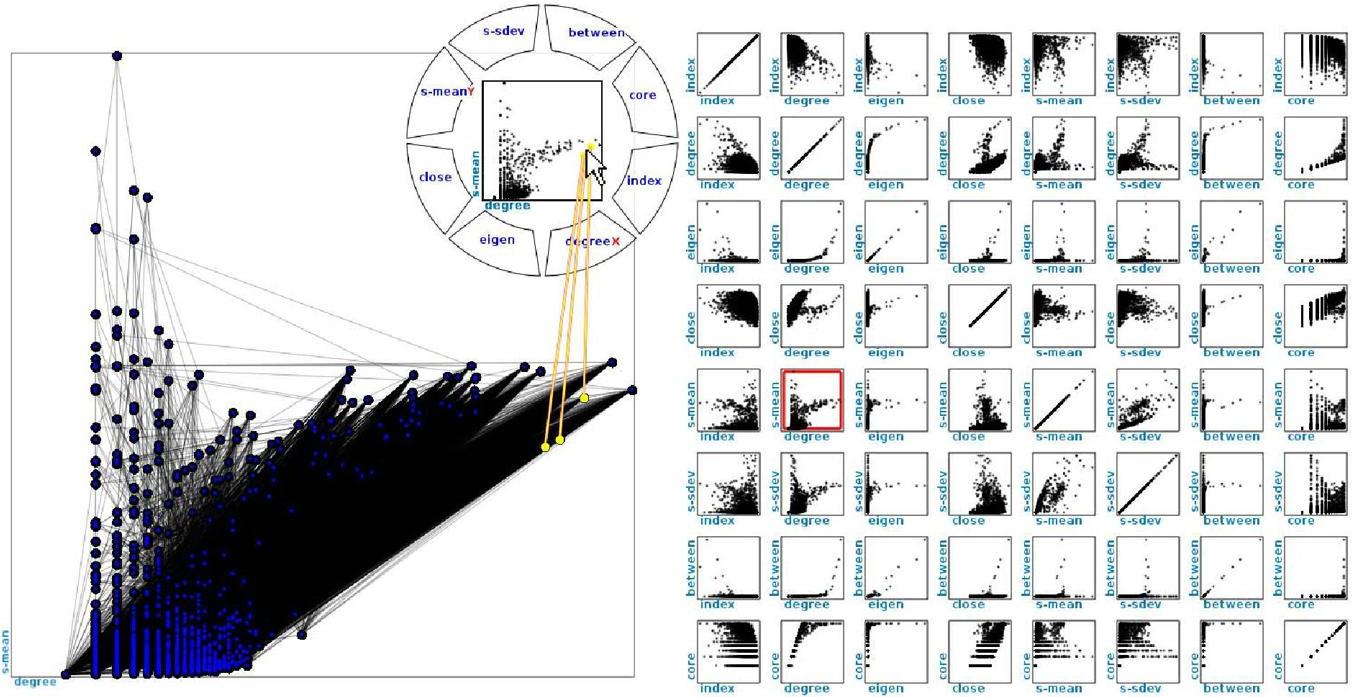 s-sdev
between
s-meanY
core
close
index
s-mean
degree
eigen
degreeX
s-mean
degree
index
index
index
degree
index
eigen
index
close
index
s-mean
index
s-sdev
index
between
index
core
degree
index
degree
degree
degree
eigen
degree
close
degree
s-mean
degree
s-sdev
degree
between
degree
core
eigen
index
eigen
degree
eigen
eigen
eigen
close
eigen
s-mean
eigen
s-sdev
eigen
between
eigen
core
close
index
close
degree
close
eigen
close
close
close
s-mean
close
s-sdev
close
between
close
core
s-mean
index
s-mean
degree
s-mean
eigen
s-mean
close
s-mean
s-mean
s-mean
s-sdev
s-mean
between
s-mean
core
s-sdev
index
s-sdev
degree
s-sdev
eigen
s-sdev
close
s-sdev
s-mean
s-sdev
s-sdev
s-sdev
between
s-sdev
core
between
index
between
degree
between
eigen
between
close
between
s-mean
between
s-sdev
between
between
between
core
core
index
core
degree
core
eigen
core
close
core
s-mean
core
s-sdev
core
between
core
core